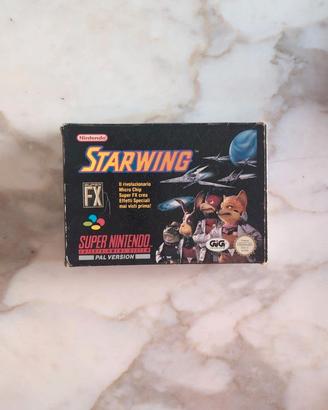 Nintendo
STARWING
Il rivoluzionario
Micro Chip
Super FX crea
Effetti Speciali
mai visti prima!
FX
SUPER NINTENDO
ENTERTAINMENT SYSTEM
PAL VERSION
GiG